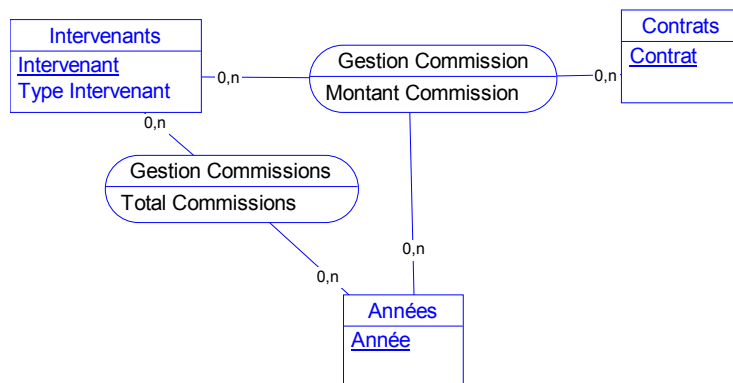 Intervenants
Intervenant
Type Intervenant
0,n
Gestion Commission
Montant Commission
0,n
Contrats
Contrat
0,n
Gestion Commissions
Total Commissions
0,n
0,n
Années
Année